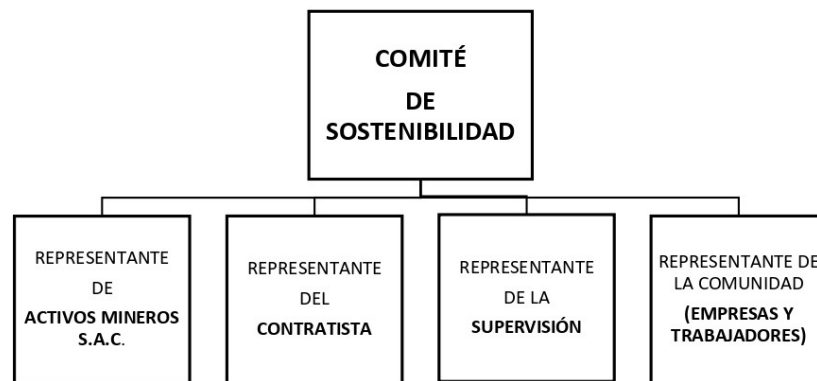 COMITÉ
DE
SOSTENIBILIDAD
REPRESENTANTE
DE
ACTIVOS MINEROS
S.A.C.
REPRESENTANTE
DEL
CONTRATISTA
REPRESENTANTE
DE LA
SUPERVISIÓN
REPRESENTANTE DE
LA COMUNIDAD
(EMPRESAS Y
TRABAJADORES)